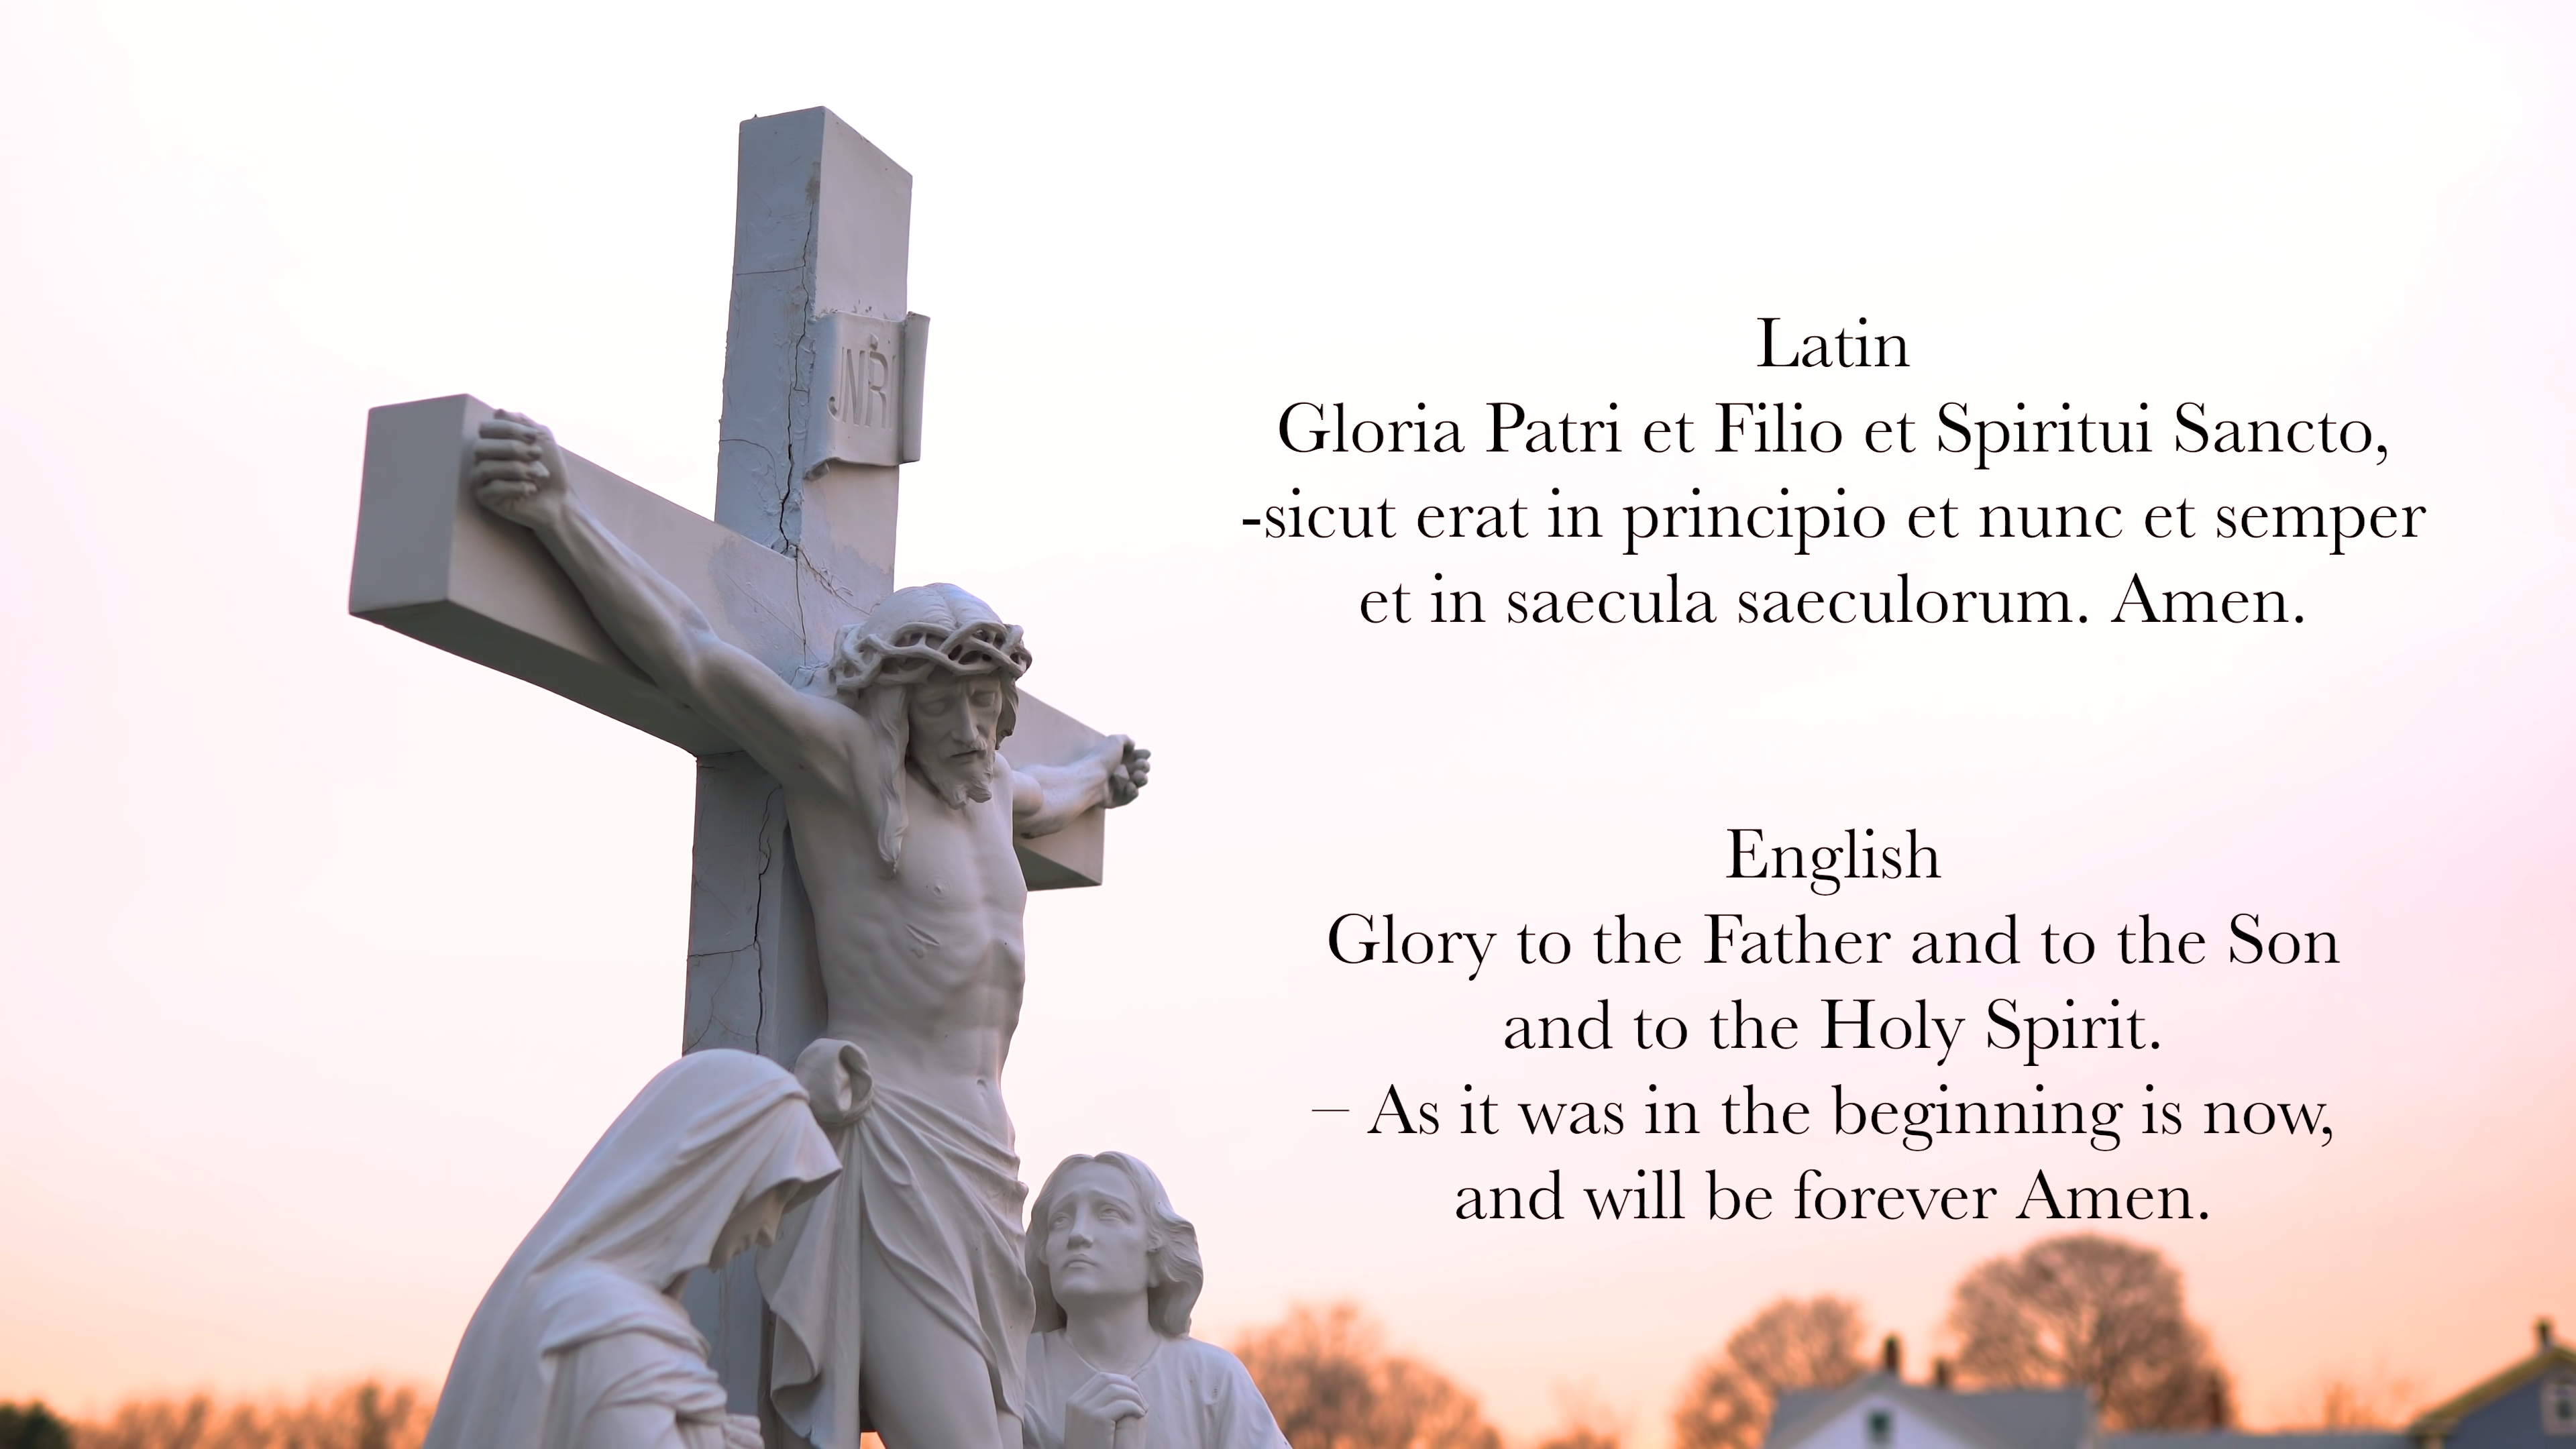 JNRI
Latin
Gloria Patri et Filio et Spiritui Sancto,
-sicut erat in principio et nunc et semper
et in saecula saeculorum. Amen.
English
Glory to the Father and to the Son
and to the Holy Spirit.
– As it was in the beginning is now,
and will be forever Amen.